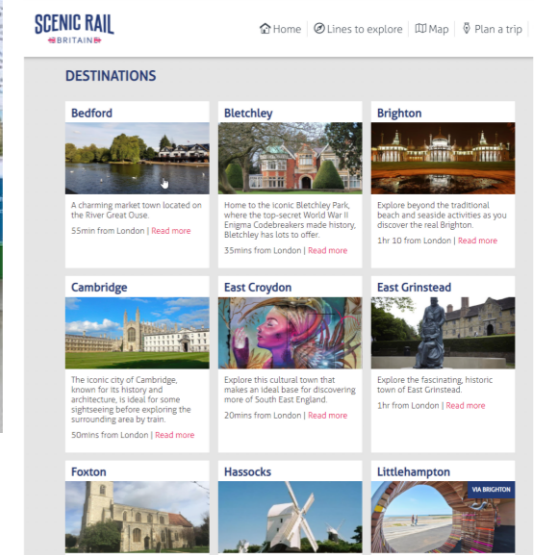 SCENIC RAIL
BRITAIN
Home
Lines to explore
Map
Plan a trip
DESTINATIONS
Bedford
A charming market town located on
the River Great Ouse.
55min from London | Read more
Bletchley
Home to the iconic Bletchley Park,
where the top-secret World War II
Enigma Codebreakers made history,
Bletchley has lots to offer.
35mins from London | Read more
Brighton
Explore beyond the traditional
beach and seaside activities as you
discover the real Brighton.
1hr 10 from London | Read more
Cambridge
The iconic city of Cambridge,
known for its history and
architecture, is ideal for some
sightseeing before exploring the
surrounding area by train.
50mins from London | Read more
East Croydon
Explore this cultural town that
makes an ideal base for discovering
more of South East England.
20mins from London | Read more
East Grinstead
Explore the fascinating, historic
town of East Grinstead.
1hr from London | Read more
Foxton
Hassocks
Littlehampton
VIA BRIGHTON